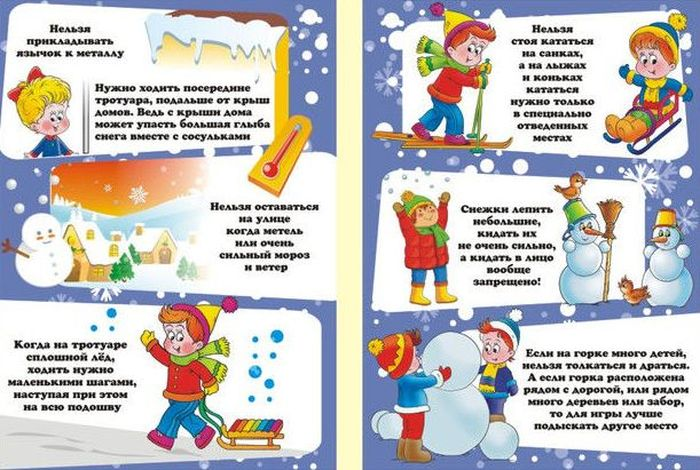 Нельзя
прикладывать
язычок к металлу
Нужно ходить посередине
тротуара, подальше от крыш
домов. Ведь с крыши дома
может упасть большая глыба
снега вместе с сосульками
Нельзя оставаться
на улице
когда метель
или очень
сильный мороз
и ветер
Когда на тротуаре
сплошной лёд,
ходить нужно
маленькими шагами,
наступая при этом
на всю подошву
Нельзя
стоя кататься
на санках,
а на лыжах
и коньках
кататься
нужно только
в специально
отведенных
местах
Снежки лепить
небольшие,
кидать их
не очень сильно,
а кидать в лицо
вообще
запрещено!
Если на горке много детей,
нельзя толкаться и драться.
А если горка расположена
рядом с дорогой, или рядом
много деревьев или забор,
то для игры лучше
подыскать другое место